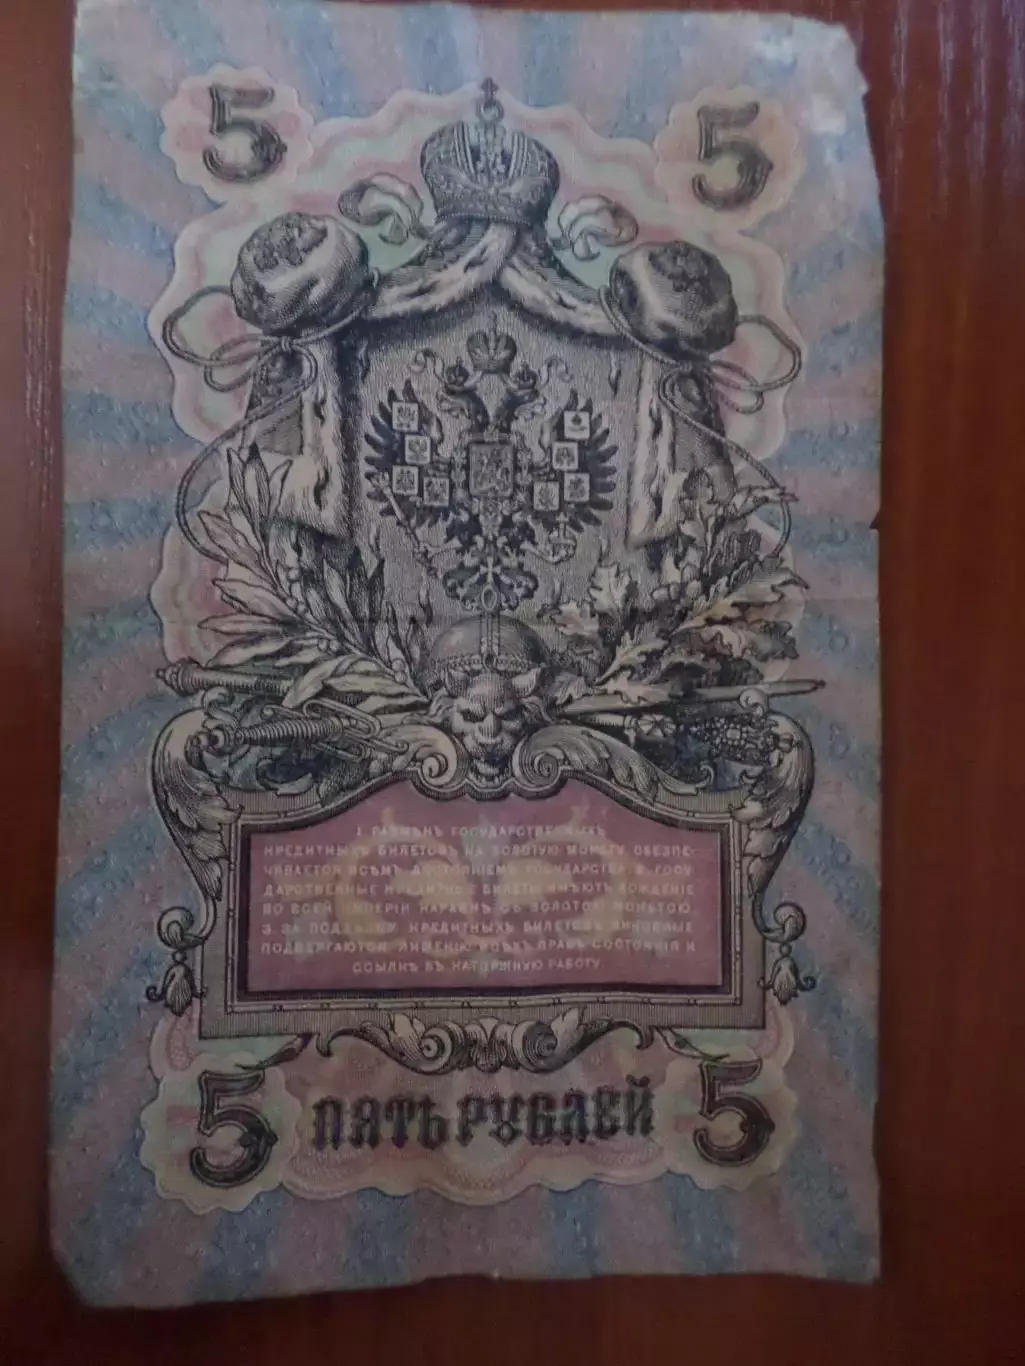 5 5
1. РАЗМѢНЪ ГОСУДАРСТВЕННЫХЪ
КРЕДИТНЫХЪ БИЛЕТОВЪ НА ЗОЛОТУЮ МОНЕТУ ОБЕЗПЕ-
ЧИВАЕТСЯ ВСѢМЪ ДОСТОЯНІЕМЪ ГОСУДАРСТВА. 2. ГОСУ-
ДАРСТВЕННЫЕ КРЕДИТНЫЕ БИЛЕТЫ ИМѢЮТЪ ХОЖДЕНІЕ
ВО ВСЕЙ ИМПЕРІИ НАРАВНѢ СЪ ЗОЛОТОЮ МОНЕТОЮ.
3. ЗА ПОДДѢЛКУ КРЕДИТНЫХЪ БИЛЕТОВЪ ВИНОВНЫЕ
ПОДВЕРГАЮТСЯ ЛИШЕНІЮ ВСѢХЪ ПРАВЪ СОСТОЯНІЯ И
ССЫЛКѢ ВЪ КАТОРЖНУЮ РАБОТУ.
5 ПЯТЬ РУБЛЕЙ 5